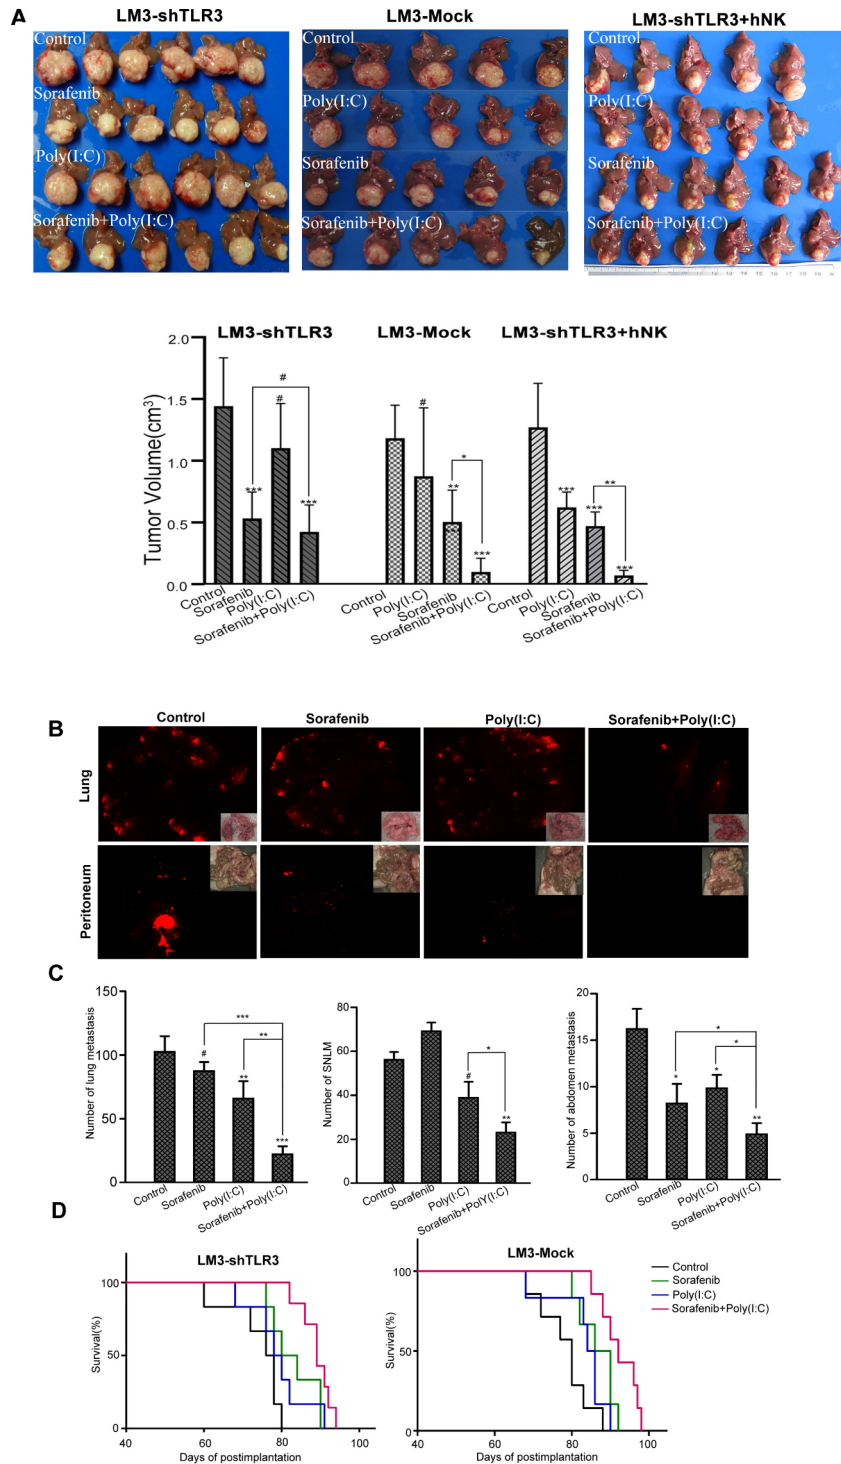 A
LM3-shTLR3
LM3-Mock
LM3-shTLR3+hNK
Control
Sorafenib
Poly(I:C)
Sorafenib+Poly(I:C)
Control
Poly(I:C)
Sorafenib
Sorafenib+Poly(I:C)
Control
Poly(I:C)
Sorafenib
Sorafenib+Poly(I:C)
LM3-shTLR3
LM3-Mock
LM3-shTLR3+hNK
Tumor Volume(cm³)
2.0
1.5
1.0
0.5
0.0
#
#
***
***
#
*
**
***
***
**
***
***
Control
Sorafenib
Poly(I:C)
Sorafenib+Poly(I:C)
Control
Poly(I:C)
Sorafenib
Sorafenib+Poly(I:C)
Control
Poly(I:C)
Sorafenib
Sorafenib+Poly(I:C)
B
Control
Sorafenib
Poly(I:C)
Sorafenib+Poly(I:C)
Lung
Peritoneum
C
Number of lung metastasis
150
100
50
0
***
**
#
**
***
Control
Sorafenib
Poly(I:C)
Sorafenib+Poly(I:C)
Number of SNLM
80
60
40
20
0
*
#
**
Control
Sorafenib
Poly(I:C)
Sorafenib+PolY(I:C)
Number of abdomen metastasis
20
15
10
5
0
*
*
*
*
**
Control
Sorafenib
Poly(I:C)
Sorafenib+Poly(I:C)
D
LM3-shTLR3
Survival(%)
100
50
0
40
60
80
100
Days of postimplantation
LM3-Mock
Survival(%)
100
50
0
40
60
80
100
Days of postimplantation
Control
Sorafenib
Poly(I:C)
Sorafenib+Poly(I:C)